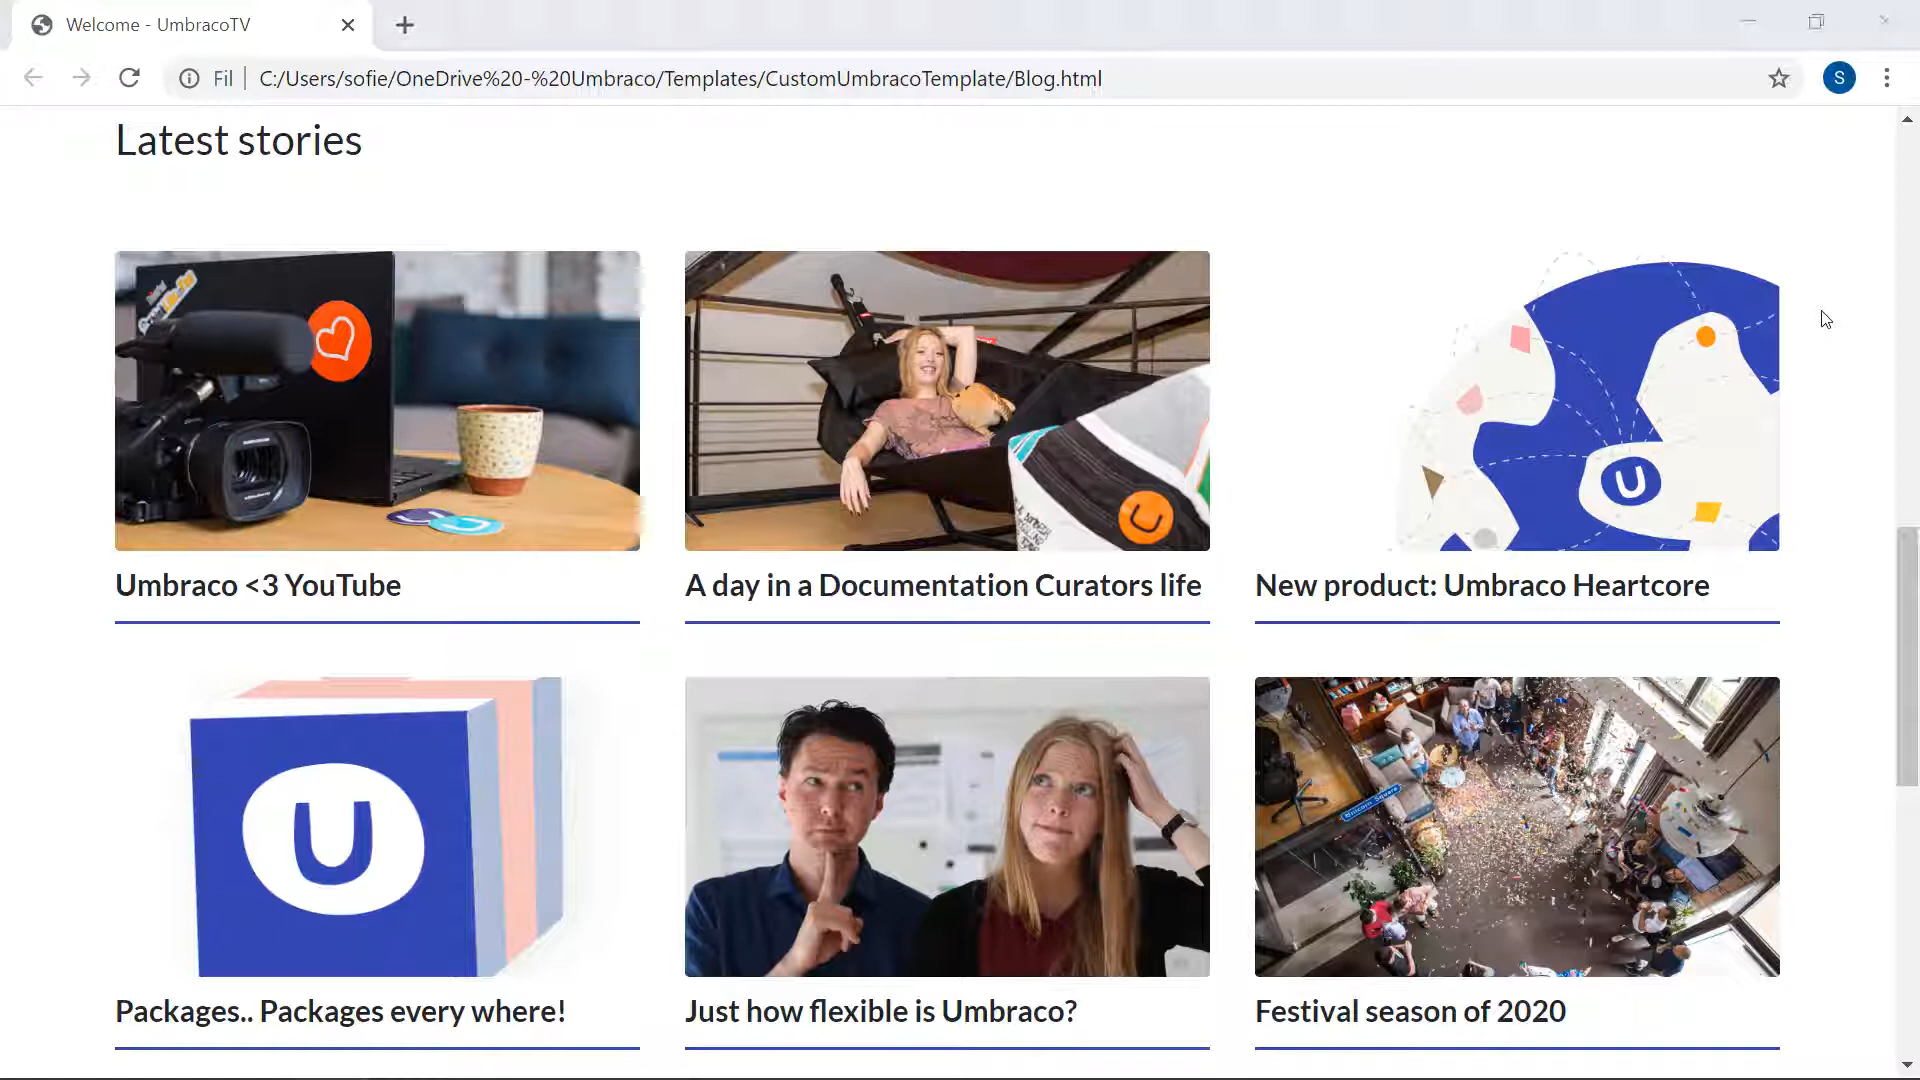 Welcome - UmbracoTV
Fil
C:/Users/sofie/OneDrive%20-%20Umbraco/Templates/CustomUmbracoTemplate/Blog.html
S
Latest stories
U
U
U
Umbraco <3 YouTube
A day in a Documentation Curators life
New product: Umbraco Heartcore
U
Unicorn Square
Packages.. Packages every where!
Just how flexible is Umbraco?
Festival season of 2020